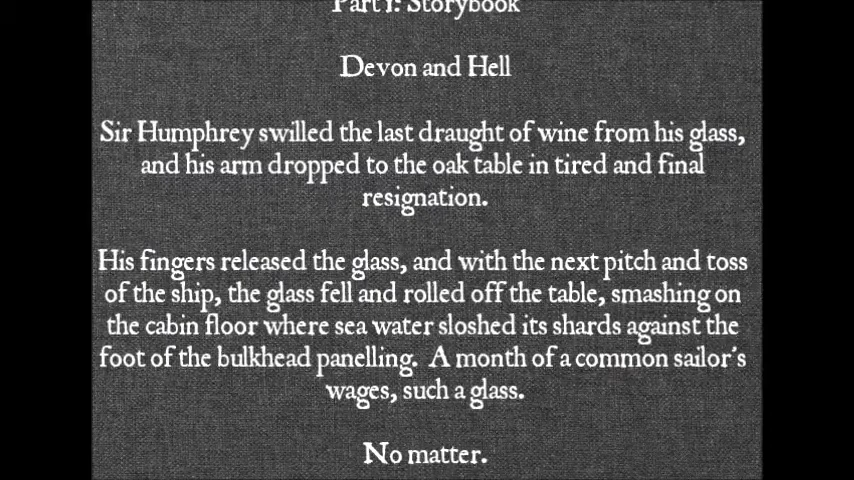 Part 1: Storybook
Devon and Hell
Sir Humphrey swilled the last draught of wine from his glass,
and his arm dropped to the oak table in tired and final
resignation.
His fingers released the glass, and with the next pitch and toss
of the ship, the glass fell and rolled off the table, smashing on
the cabin floor where sea water sloshed its shards against the
foot of the bulkhead panelling.  A month of a common sailor's
wages, such a glass.
No matter.